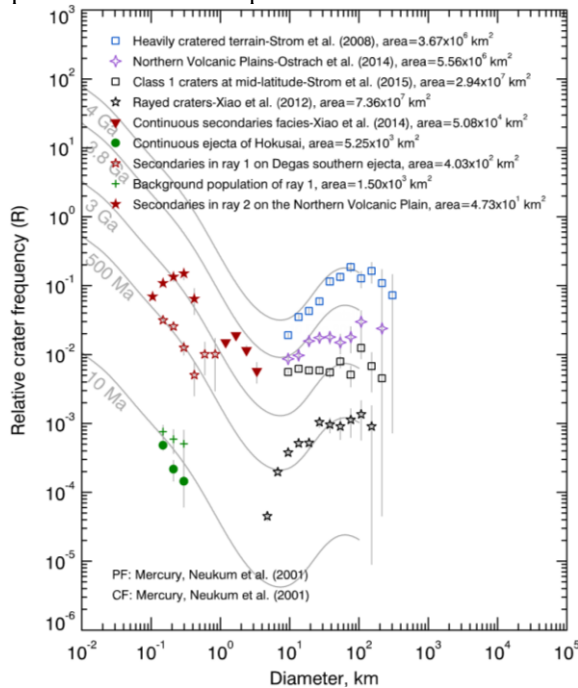 10³
Heavily cratered terrain-Strom et al. (2008), area=3.67x10⁶ km²
Northern Volcanic Plains-Ostrach et al. (2014), area=5.56x10⁶ km²
10²
Class 1 craters at mid-latitude-Strom et al. (2015), area=2.94x10⁷ km²
Rayed craters-Xiao et al. (2012), area=7.36x10⁷ km²
4 Ga
Continuous secondaries facies-Xiao et al. (2014), area=5.08x10⁴ km²
10¹
Continuous ejecta of Hokusai, area=5.25x10³ km²
3.8 Ga
Secondaries in ray 1 on Degas southern ejecta, area=4.03x10² km²
Background population of ray 1, area=1.50x10³ km²
Secondaries in ray 2 on the Northern Volcanic Plain, area=4.73x10¹ km²
10⁰
3 Ga
500 Ma
10⁻¹
10⁻²
10 Ma
10⁻³
10⁻⁴
10⁻⁵
10⁻⁶
Relative crater frequency (R)
PF: Mercury, Neukum et al. (2001)
CF: Mercury, Neukum et al. (2001)
10⁻² 10⁻¹ 10⁰ 10¹ 10² 10³ 10⁴ 10⁵
Diameter, km